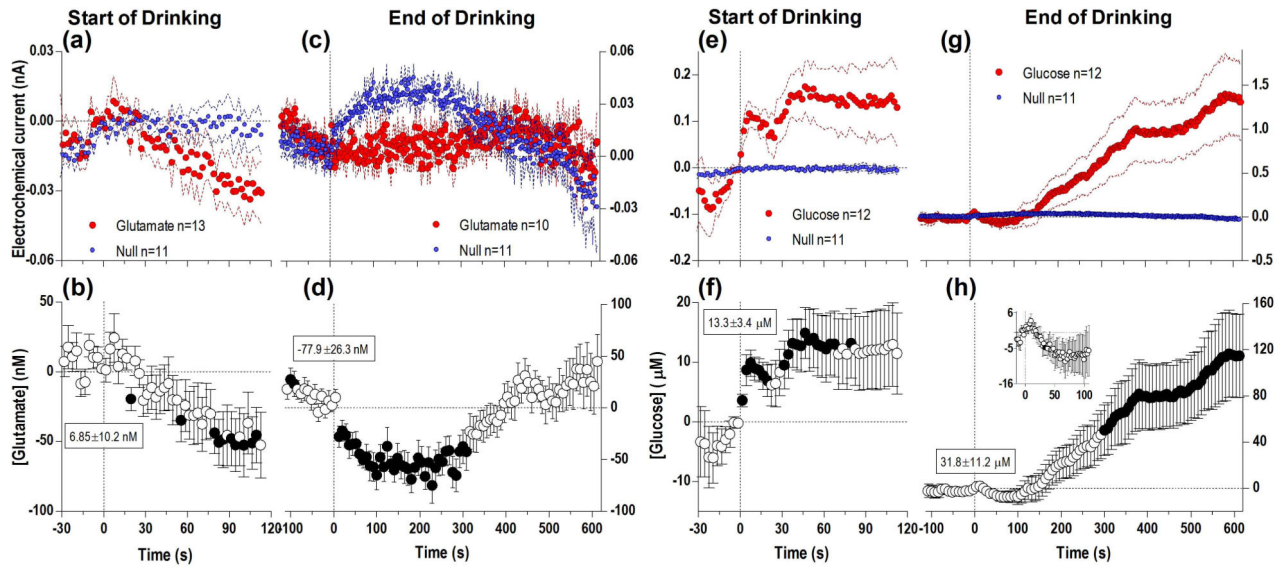 Start of Drinking
End of Drinking
Start of Drinking
End of Drinking
(a)
(c)
(e)
(g)
Electrochemical current (nA)
0.03
0.00
-0.03
-0.06
Glutamate n=13
Null n=11
0.06
0.03
0.00
-0.03
-0.06
Glutamate n=10
Null n=11
0.2
0.1
0.0
-0.1
-0.2
Glucose n=12
Null n=11
Glucose n=12
Null n=11
1.5
1.0
0.5
0.0
-0.5
(b)
(d)
(f)
(h)
[Glutamate] (nM)
50
0
-50
-100
6.85±10.2 nM
-30 0 30 60 90 120
Time (s)
-77.9 ±26.3 nM
100
50
0
-50
-100
-100 0 100 200 300 400 500 600
Time (s)
[Glucose] ( µM)
20
10
0
-10
13.3±3.4 µM
-30 0 30 60 90 120
Time (s)
6
-5
-16
0 50 100
31.8±11.2 µM
160
120
80
40
0
-100 0 100 200 300 400 500 600
Time (s)